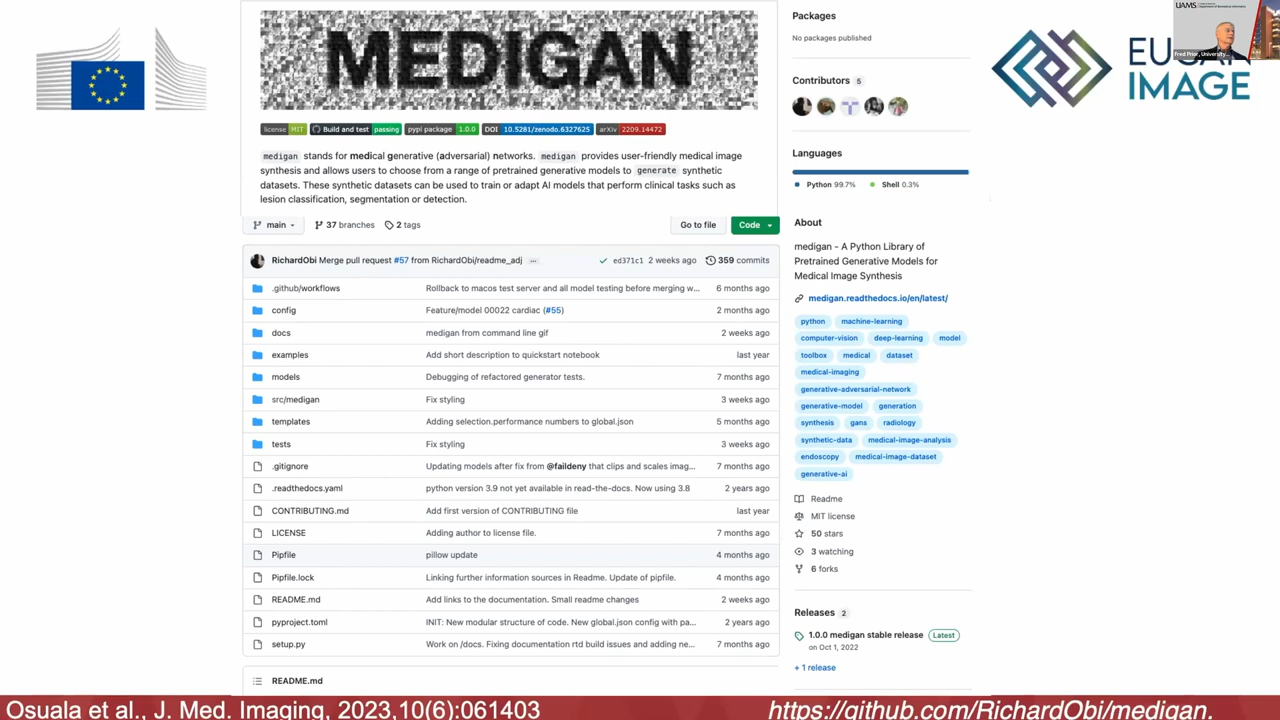 MEDIGAN
license MIT Build and test passing pypi package 1.0.0 DOI 10.5281/zenodo.6327625 arXiv 2209.14472
medigan stands for medical generative (adversarial) networks. medigan provides user-friendly medical image
synthesis and allows users to choose from a range of pretrained generative models to generate synthetic
datasets. These synthetic datasets can be used to train or adapt AI models that perform clinical tasks such as
lesion classification, segmentation or detection.
main 37 branches 2 tags Go to file Code
RichardObi Merge pull request #57 from RichardObi/readme_adj ... ed371c1 2 weeks ago 359 commits
.github/workflows Rollback to macos test server and all model testing before merging w... 6 months ago
config Feature/model 00022 cardiac (#55) 2 months ago
docs medigan from command line gif 2 weeks ago
examples Add short description to quickstart notebook last year
models Debugging of refactored generator tests. 7 months ago
src/medigan Fix styling 3 weeks ago
templates Adding selection.performance numbers to global.json 5 months ago
tests Fix styling 3 weeks ago
.gitignore Updating models after fix from @faildeny that clips and scales imag... 7 months ago
.readthedocs.yaml python version 3.9 not yet available in read-the-docs. Now using 3.8 2 years ago
CONTRIBUTING.md Add first version of CONTRIBUTING file last year
LICENSE Adding author to license file. 7 months ago
Pipfile pillow update 4 months ago
Pipfile.lock Linking further information sources in Readme. Update of pipfile. 4 months ago
README.md Add links to the documentation. Small readme changes 2 weeks ago
pyproject.toml INIT: New modular structure of code. New global.json config with pa... 2 years ago
setup.py Work on /docs. Fixing documentation rtd build issues and adding ne... 7 months ago
README.md
Packages
No packages published
Contributors 5
Languages
Python 99.7% Shell 0.3%
About
medigan - A Python Library of
Pretrained Generative Models for
Medical Image Synthesis
medigan.readthedocs.io/en/latest/
python machine-learning
computer-vision deep-learning model
toolbox medical dataset
medical-imaging
generative-adversarial-network
generative-model generation
synthesis gans radiology
synthetic-data medical-image-analysis
endoscopy medical-image-dataset
generative-ai
Readme
MIT license
50 stars
3 watching
6 forks
Releases 2
1.0.0 medigan stable release Latest
on Oct 1, 2022
+ 1 release
IMAGE
UAMS
Fred Prior, University...
Osuala et al., J. Med. Imaging, 2023,10(6):061403
https://github.com/RichardObi/medigan.